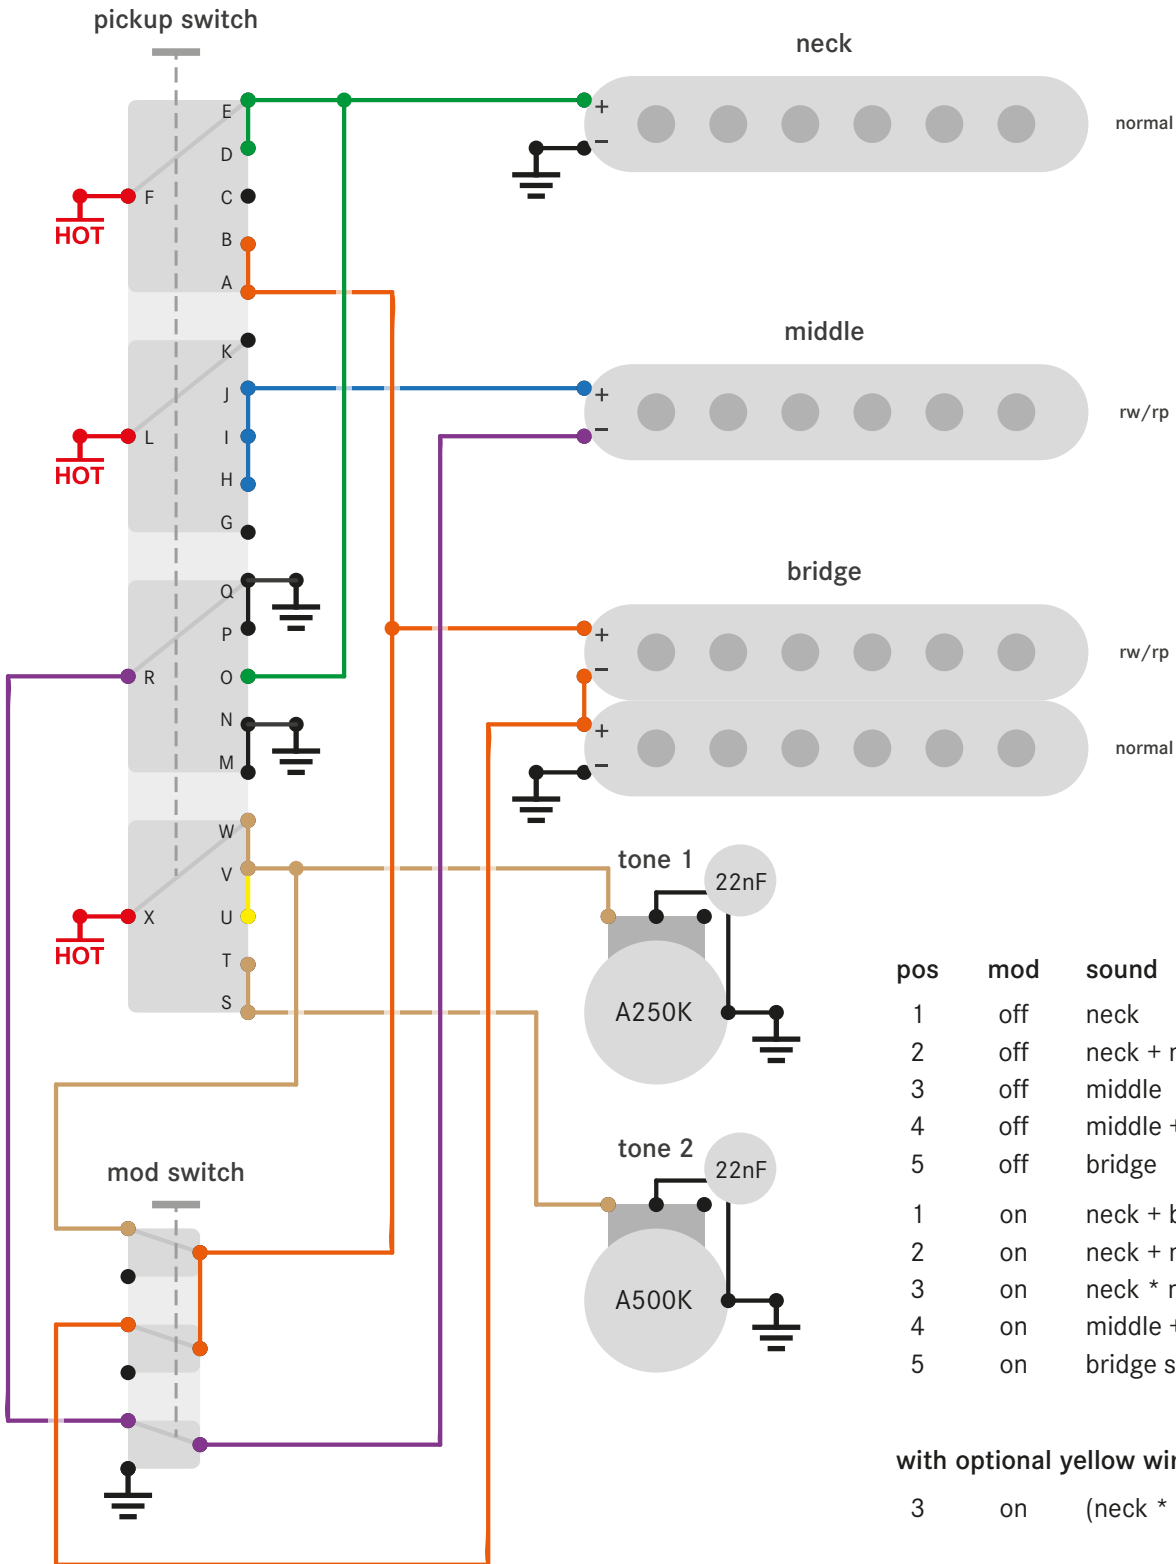 pickup switch
neck
E
+
normal
D
−
F
C
HOT
B
A
middle
K
J
+
rw/rp
L
I
−
HOT
H
G
bridge
Q
P
+
rw/rp
R
O
−
N
+
normal
M
−
W
tone 1
V
22nF
X
U
HOT
T
pos mod sound
S
A250K
1 off neck
2 off neck +
3 off middle
4 off middle +
5 off bridge
tone 2
22nF
mod switch
1 on neck +
2 on neck +
3 on neck *
4 on middle +
5 on bridge
A500K
with optional yellow
3 on (neck *